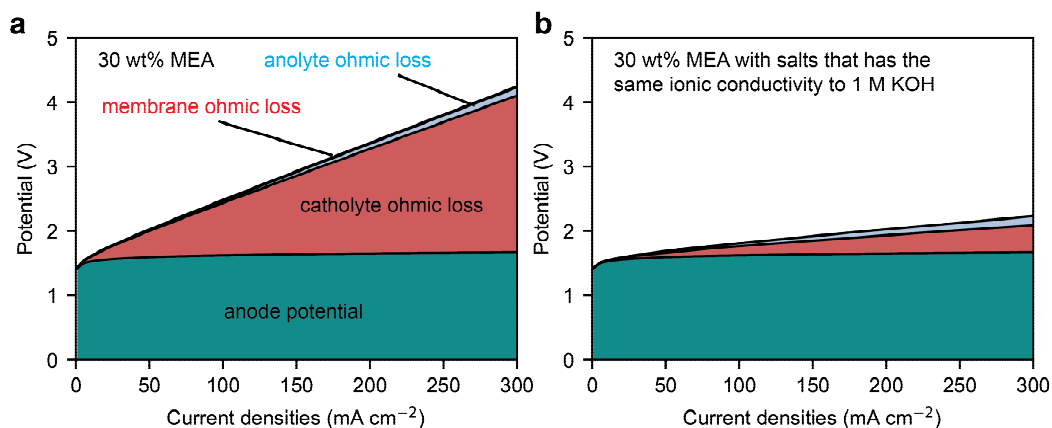 a
30 wt% MEA
anolyte ohmic loss
membrane ohmic loss
catholyte ohmic loss
anode potential
Potential (V)
5
4
3
2
1
0
0 50 100 150 200 250 300
Current densities (mA cm⁻²)
b
30 wt% MEA with salts that has the
same ionic conductivity to 1 M KOH
Potential (V)
5
4
3
2
1
0
0 50 100 150 200 250 300
Current densities (mA cm⁻²)